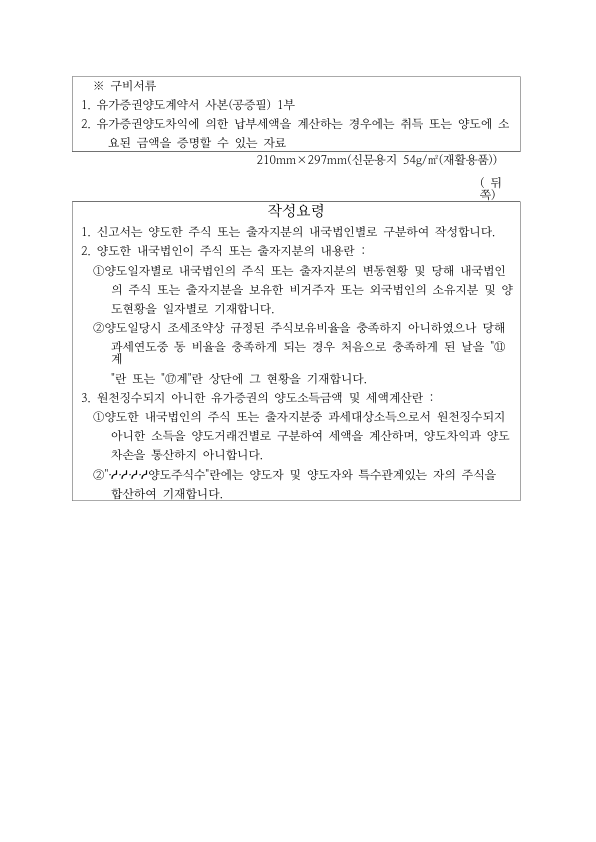 ※ 구비서류
1. 유가증권양도계약서 사본(공증필) 1부
2. 유가증권양도차익에 의한 납부세액을 계산하는 경우에는 취득 또는 양도에 소
요된 금액을 증명할 수 있는 자료
210mm×297mm(신문용지 54g/㎡(재활용품))
( 뒤
쪽)
작성요령
1. 신고서는 양도한 주식 또는 출자지분의 내국법인별로 구분하여 작성합니다.
2. 양도한 내국법인이 주식 또는 출자지분의 내용란 :
①양도일자별로 내국법인의 주식 또는 출자지분의 변동현황 및 당해 내국법인
의 주식 또는 출자지분을 보유한 비거주자 또는 외국법인의 소유지분 및 양
도현황을 일자별로 기재합니다.
②양도일당시 조세조약상 규정된 주식보유비율을 충족하지 아니하였으나 당해
과세연도중 동 비율을 충족하게 되는 경우 처음으로 충족하게 된 날을 "⑪
계
"란 또는 "⑰계"란 상단에 그 현황을 기재합니다.
3. 원천징수되지 아니한 유가증권의 양도소득금액 및 세액계산란 :
①양도한 내국법인의 주식 또는 출자지분중 과세대상소득으로서 원천징수되지
아니한 소득을 양도거래건별로 구분하여 세액을 계산하며, 양도차익과 양도
차손을 통산하지 아니합니다.
②"양도주식수"란에는 양도자 및 양도자와 특수관계있는 자의 주식을
합산하여 기재합니다.